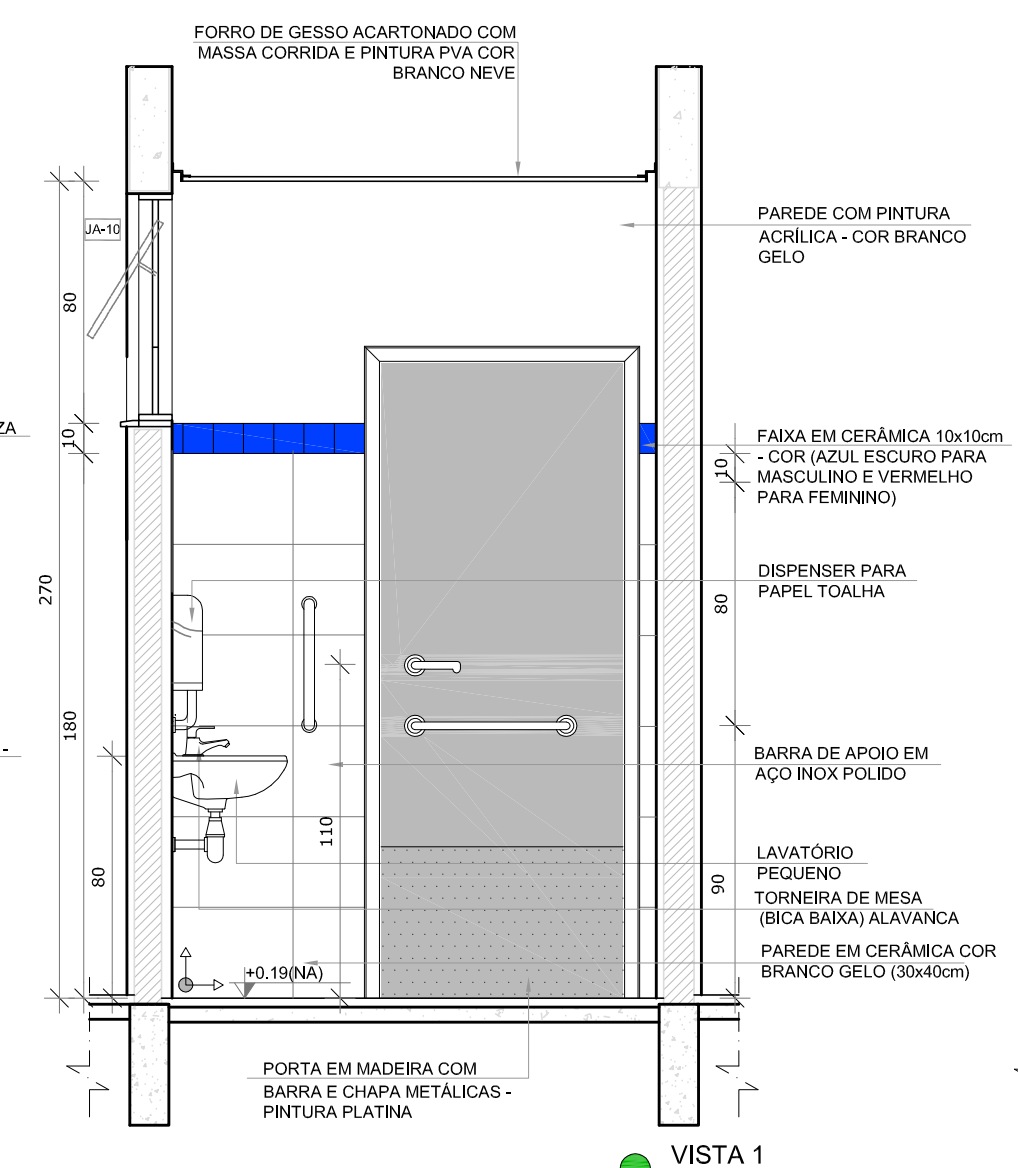 FORRO DE GESSO ACARTONADO COM
MASSA CORRIDA E PINTURA PVA COR
BRANCO NEVE
JA-10
PAREDE COM PINTURA
ACRÍLICA - COR BRANCO
GELO
80
ZA
10
FAIXA EM CERÂMICA 10x10cm
- COR (AZUL ESCURO PARA
MASCULINO E VERMELHO
PARA FEMININO)
10
DISPENSER PARA
PAPEL TOALHA
270
80
180
-
BARRA DE APOIO EM
AÇO INOX POLIDO
110
80
90
LAVATÓRIO
PEQUENO
TORNEIRA DE MESA
(BICA BAIXA) ALAVANCA
PAREDE EM CERÂMICA COR
BRANCO GELO (30x40cm)
+0.19(NA)
PORTA EM MADEIRA COM
BARRA E CHAPA METÁLICAS -
PINTURA PLATINA
VISTA 1